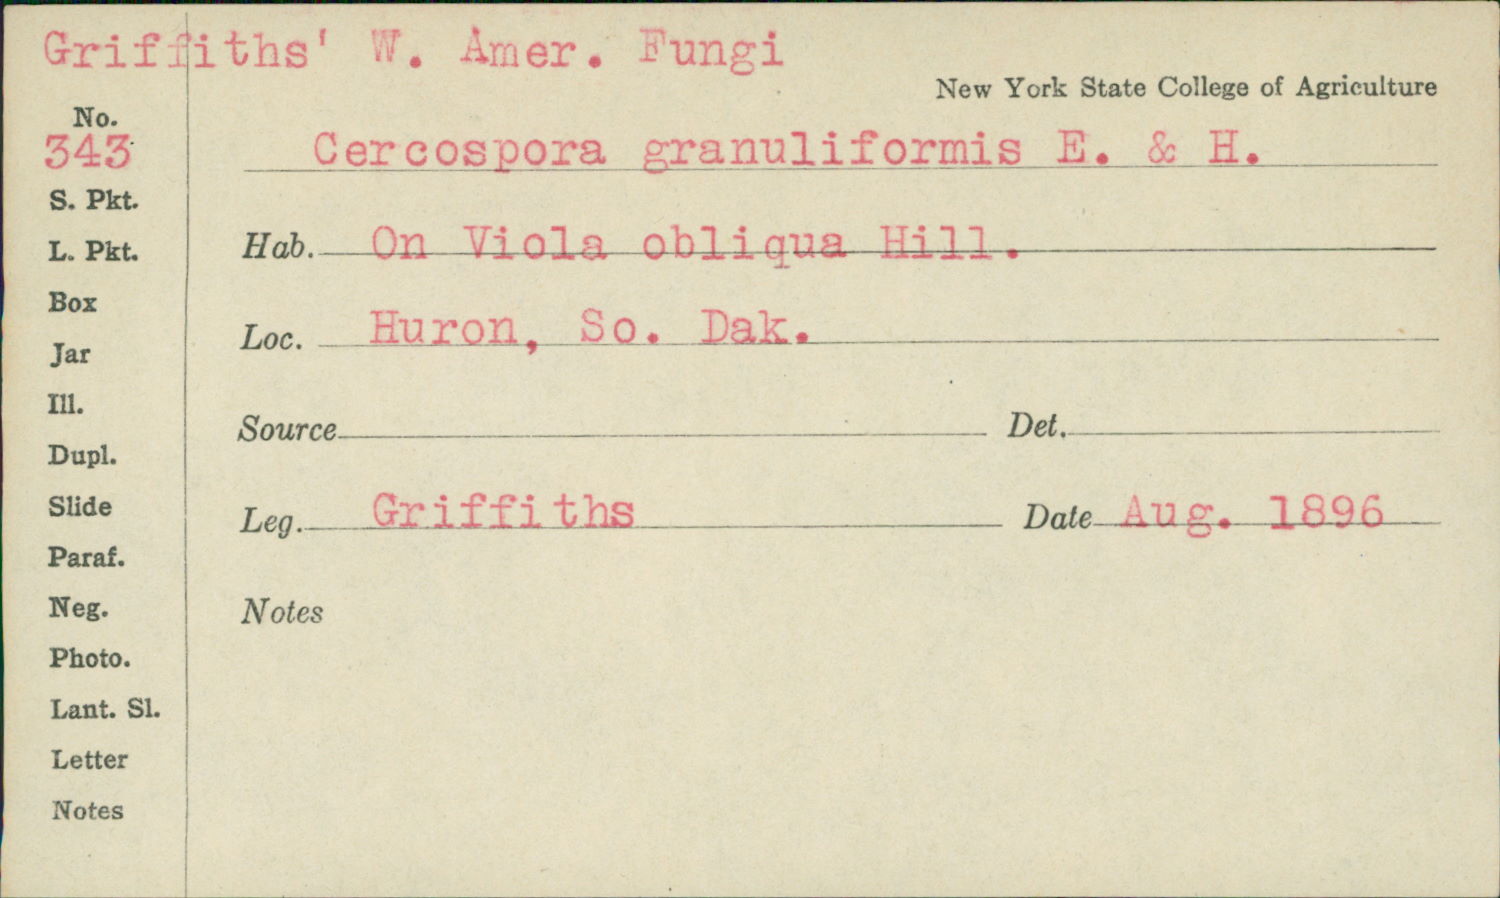 Griffiths' W. Amer. Fungi
New York State College of Agriculture
No.
343
Cercospora granuliformis E. & H.
S. Pkt.
L. Pkt.
Hab. On Viola obliqua Hill.
Box
Loc. Huron, So. Dak.
Jar
Ill.
Source Det.
Dupl.
Slide
Leg. Griffiths Date Aug. 1896
Paraf.
Neg.
Notes
Photo.
Lant. Sl.
Letter
Notes